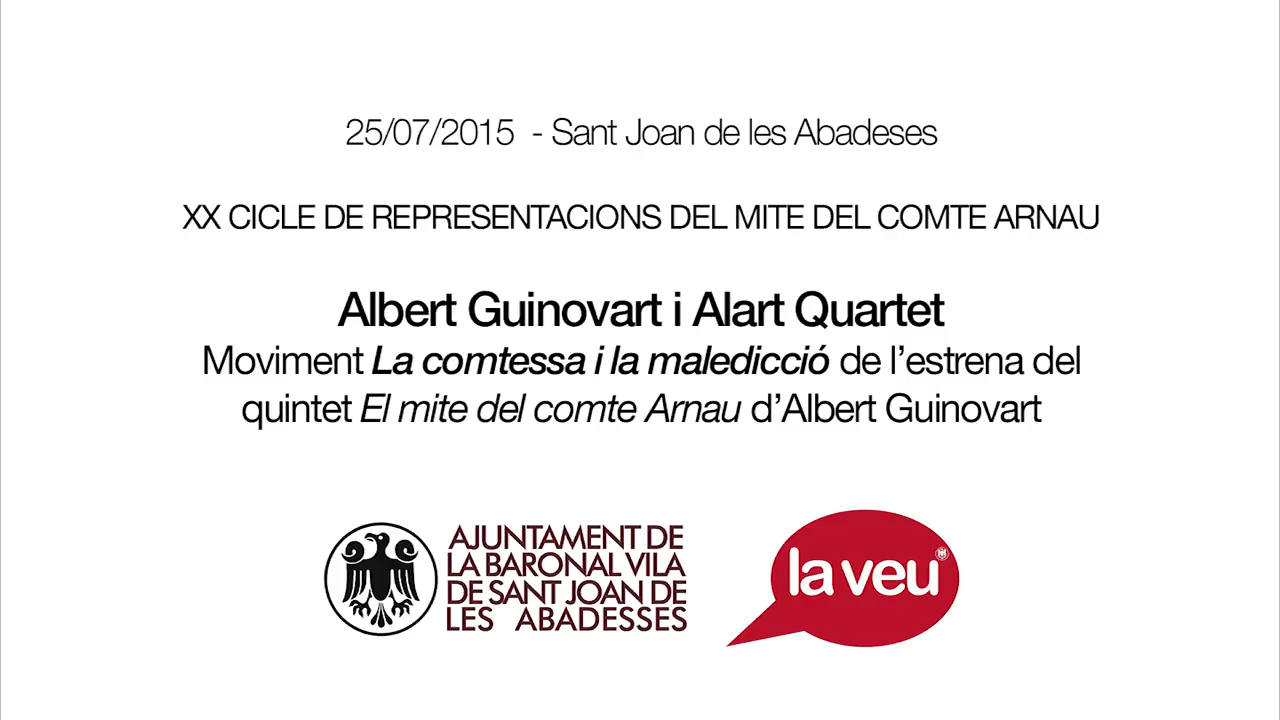 25/07/2015 - Sant Joan de les Abadeses
XX CICLE DE REPRESENTACIONS DEL MITE DEL COMTE ARNAU
Albert Guinovart i Alart Quartet
Moviment La comtessa i la maledicció de l’estrena del
quintet El mite del comte Arnau d’Albert Guinovart
AJUNTAMENT DE
LA BARONAL VILA
DE SANT JOAN DE
LES ABADESSES
la veu